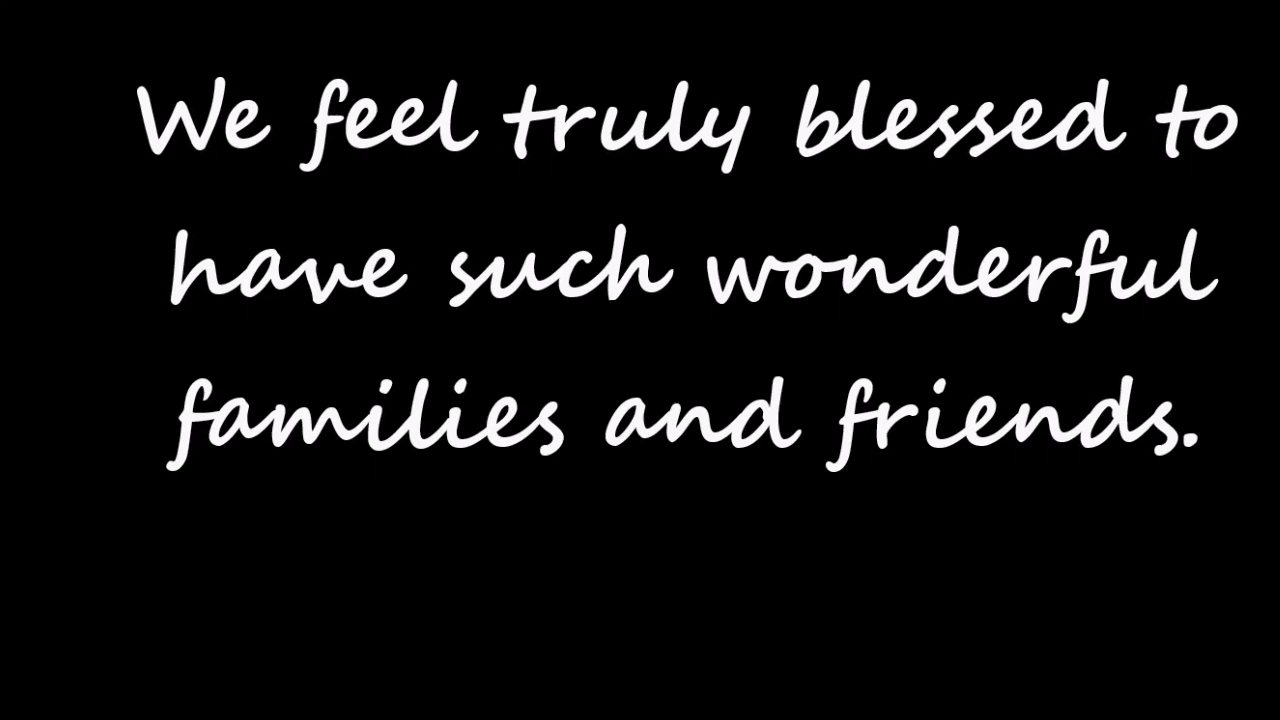 We feel truly blessed to
have such wonderful
families and friends.